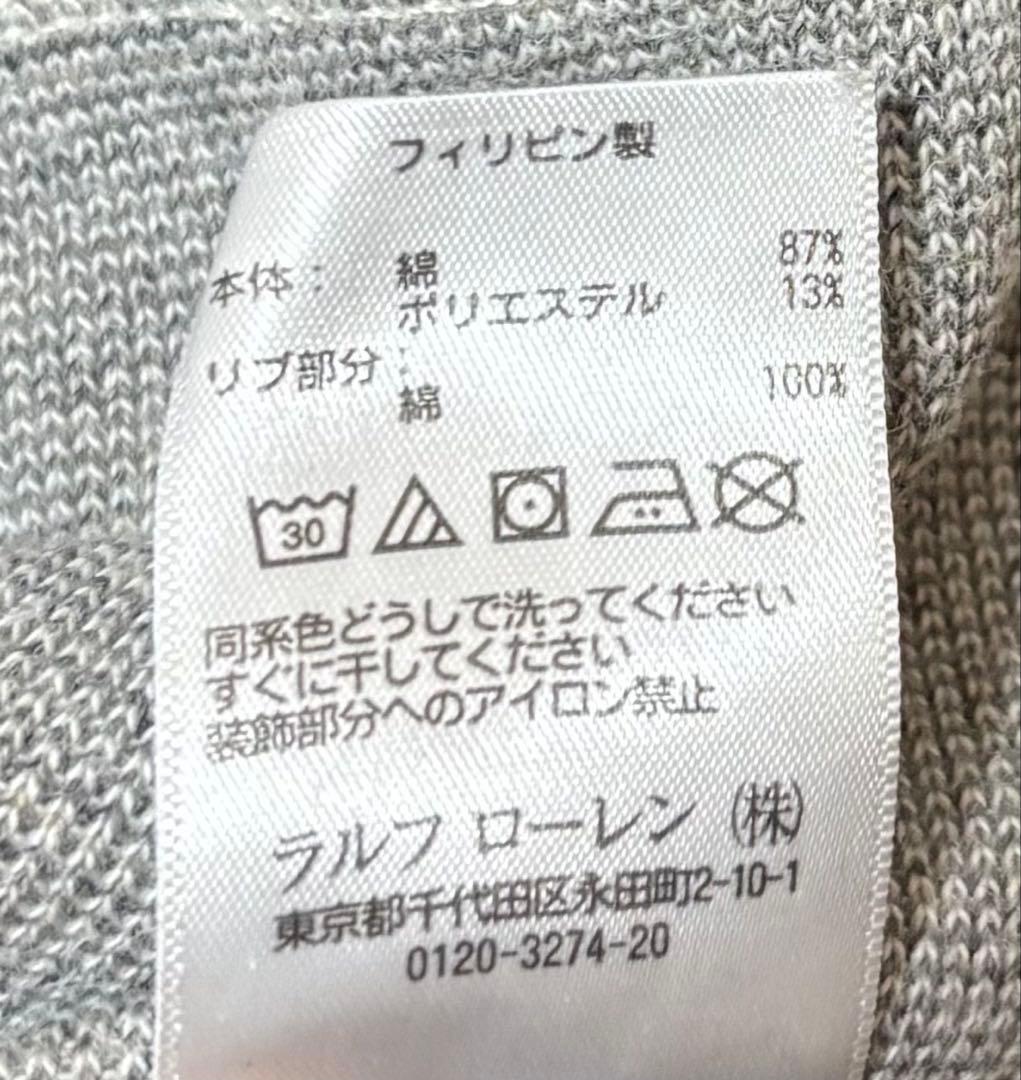 フィリピン製
本体: 綿 87%
ポリエステル 13%
リブ部分:
綿 100%
30
同系色どうしで洗ってください
すぐに干してください
装飾部分へのアイロン禁止
ラルフ ローレン (株)
東京都千代田区永田町2-10-1
0120-3274-20